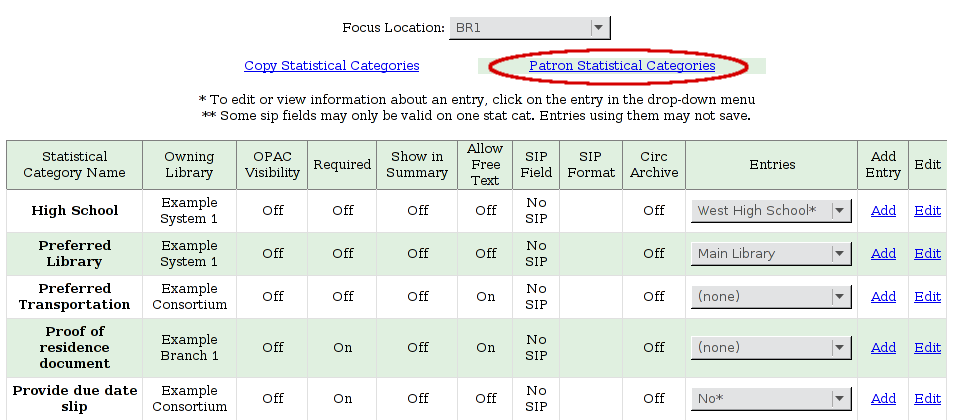 Focus Location: BR1
Copy Statistical Categories Patron Statistical Categories
* To edit or view information about an entry, click on the entry in the drop-down menu
** Some sip fields may only be valid on one stat cat. Entries using them may not save.
Statistical Category Name Owning Library OPAC Visibility Required Show in Summary Allow Free Text SIP Field SIP Format Circ Archive Entries Add Entry Edit
High School Example System 1 Off Off Off Off No SIP Off West High School* Add Edit
Preferred Library Example System 1 Off Off Off Off No SIP Off Main Library Add Edit
Preferred Transportation Example Consortium Off Off Off On No SIP Off (none) Add Edit
Proof of residence document Example Branch 1 Off On Off On No SIP Off (none) Add Edit
Provide due date slip Example Consortium Off On Off Off No SIP Off No* Add Edit